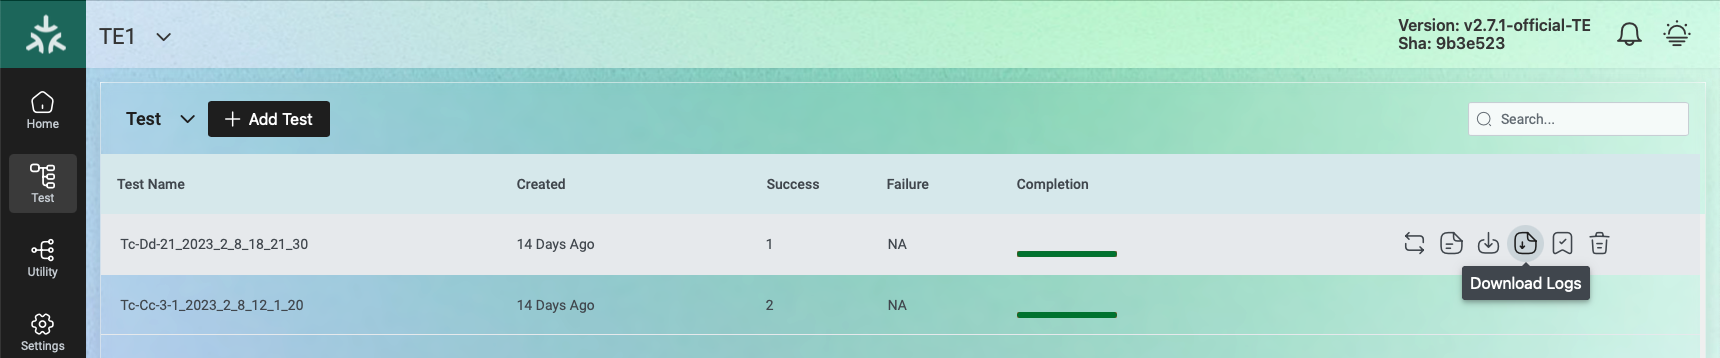 TE1
Version: v2.7.1-official-TE
Sha: 9b3e523
Home
Test
Utility
Settings
Test
Add Test
Search...
Test Name Created Success Failure Completion
Tc-Dd-21_2023_2_8_18_21_30 14 Days Ago 1 NA
Download Logs
Tc-Cc-3-1_2023_2_8_12_1_20 14 Days Ago 2 NA